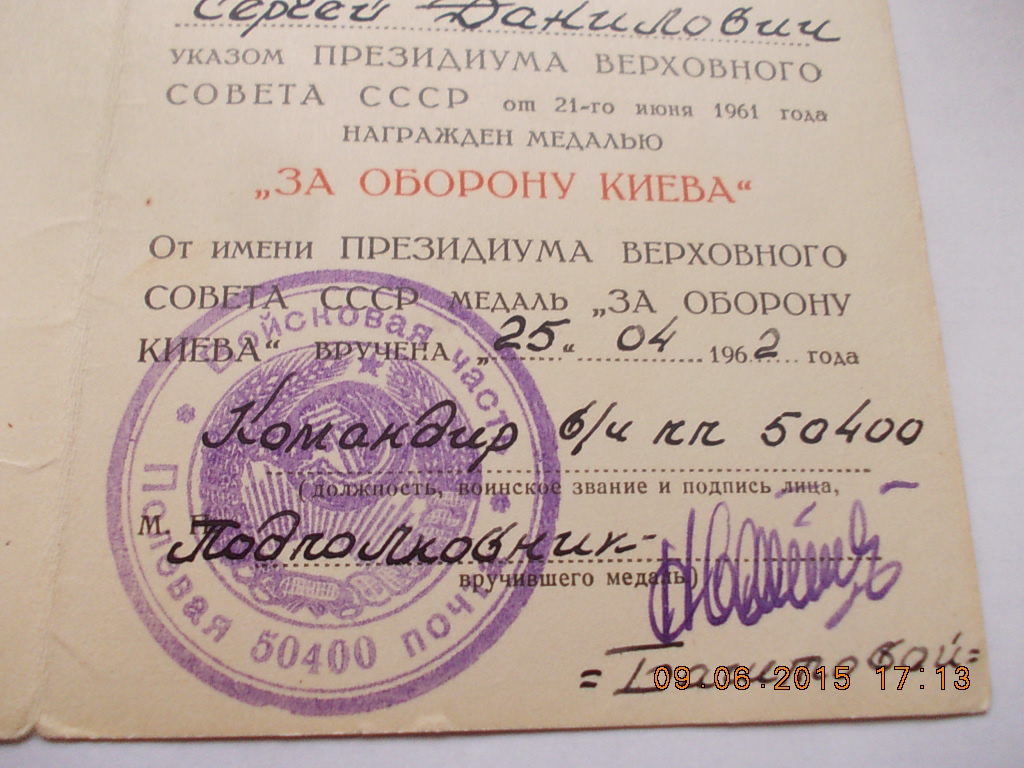 Сергей Данилович
УКАЗОМ ПРЕЗИДИУМА ВЕРХОВНОГО
СОВЕТА СССР от 21-го июня 1961 года
НАГРАЖДЕН МЕДАЛЬЮ
„ЗА ОБОРОНУ КИЕВА“
От имени ПРЕЗИДИУМА ВЕРХОВНОГО
СОВЕТА СССР МЕДАЛЬ „ЗА ОБОРОНУ
КИЕВА“ ВРУЧЕНА „25“ 04 1962 года
Командир в/ч пп 50400
(должность, воинское звание и подпись лица,
М. П.
Подполковник
вручившего медаль)
Войсковая часть
Полевая 50400 почта
09.06.2015 17:13